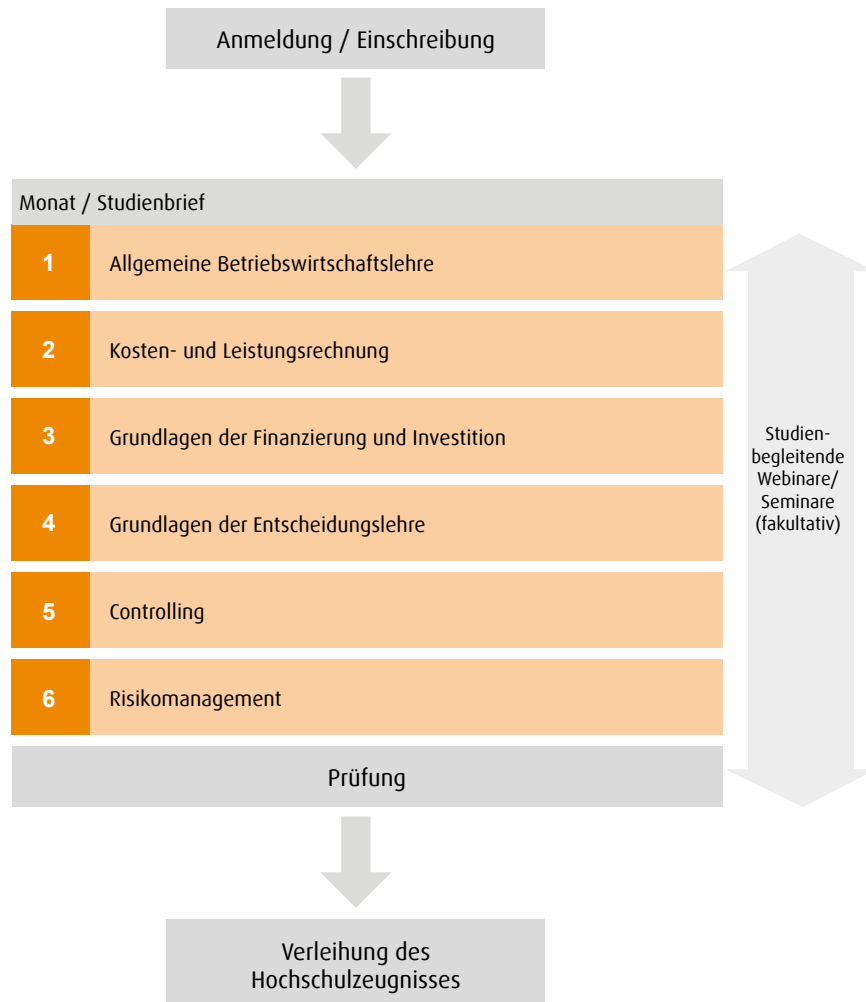 Anmeldung / Einschreibung
Monat / Studienbrief
1 Allgemeine Betriebswirtschaftslehre
2 Kosten- und Leistungsrechnung
3 Grundlagen der Finanzierung und Investition
4 Grundlagen der Entscheidungslehre
5 Controlling
6 Risikomanagement
Studien-
begleitende
Webinare/
Seminare
(fakultativ)
Prüfung
Verleihung des
Hochschulzeugnisses